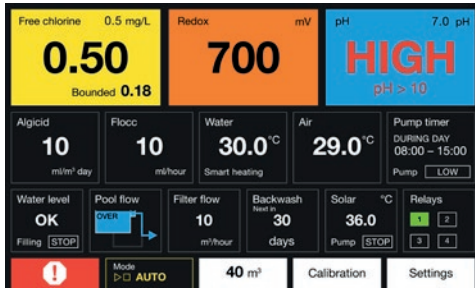 Free chlorine 0.5 mg/L
0.50
Bounded 0.18
Redox mV
700
pH 7.0 pH
HIGH
pH > 10
Algicid
10
ml/m³ day
Flocc
10
ml/hour
Water
30.0°C
Smart heating
Air
29.0°C
Pump timer
DURING DAY
08:00 – 15:00
Pump LOW
Water level
OK
Filling STOP
Pool flow
OVER
Filter flow
10
m³/hour
Backwash
Next in
30
days
Solar °C
36.0
Pump STOP
Relays
1 2
3 4
!
Mode
AUTO
40 m³
Calibration
Settings